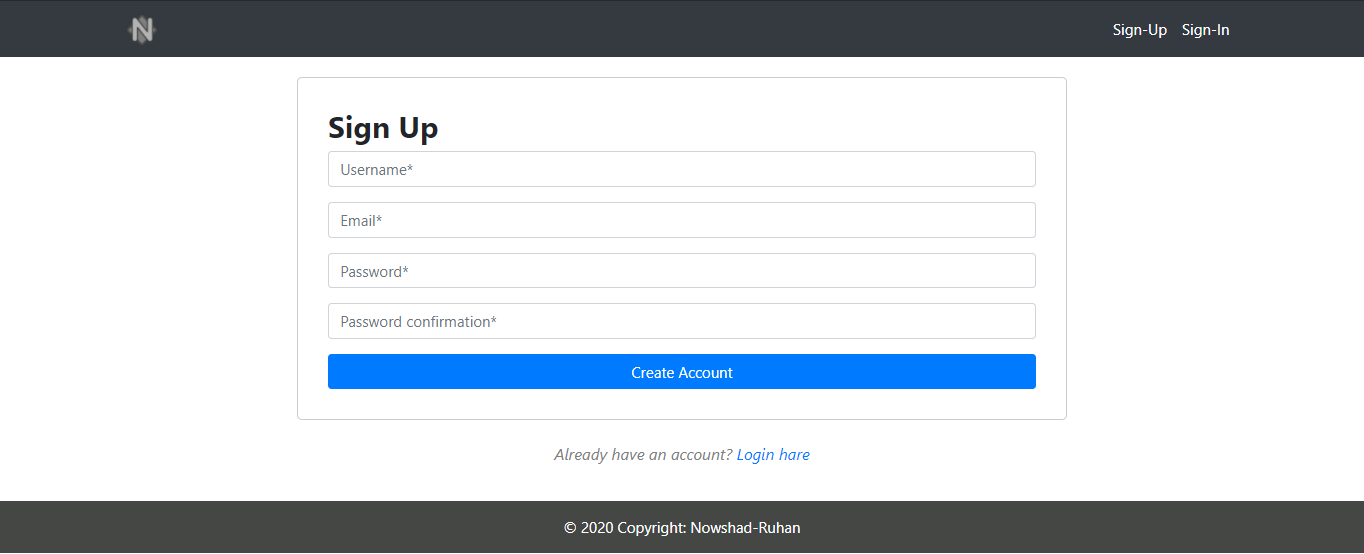 N
Sign-Up Sign-In
Sign Up
Username*
Email*
Password*
Password confirmation*
Create Account
Already have an account? Login hare
© 2020 Copyright: Nowshad-Ruhan